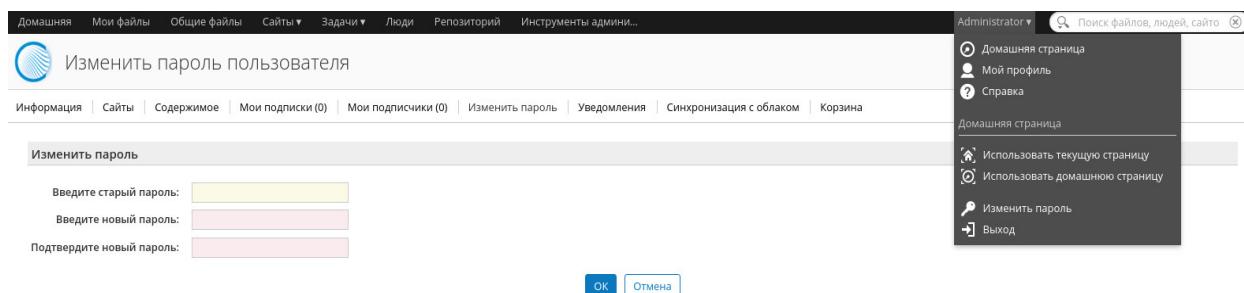 Домашняя Мои файлы Общие файлы Сайты Задачи Люди Репозиторий Инструменты админи... Administrator Поиск файлов, людей, сайто
Изменить пароль пользователя
Домашняя страница
Мой профиль
Справка
Домашняя страница
Использовать текущую страницу
Использовать домашнюю страницу
Изменить пароль
Выход
Информация Сайты Содержимое Мои подписки (0) Мои подписчики (0) Изменить пароль Уведомления Синхронизация с облаком Корзина
Изменить пароль
Введите старый пароль:
Введите новый пароль:
Подтвердите новый пароль:
ОК Отмена